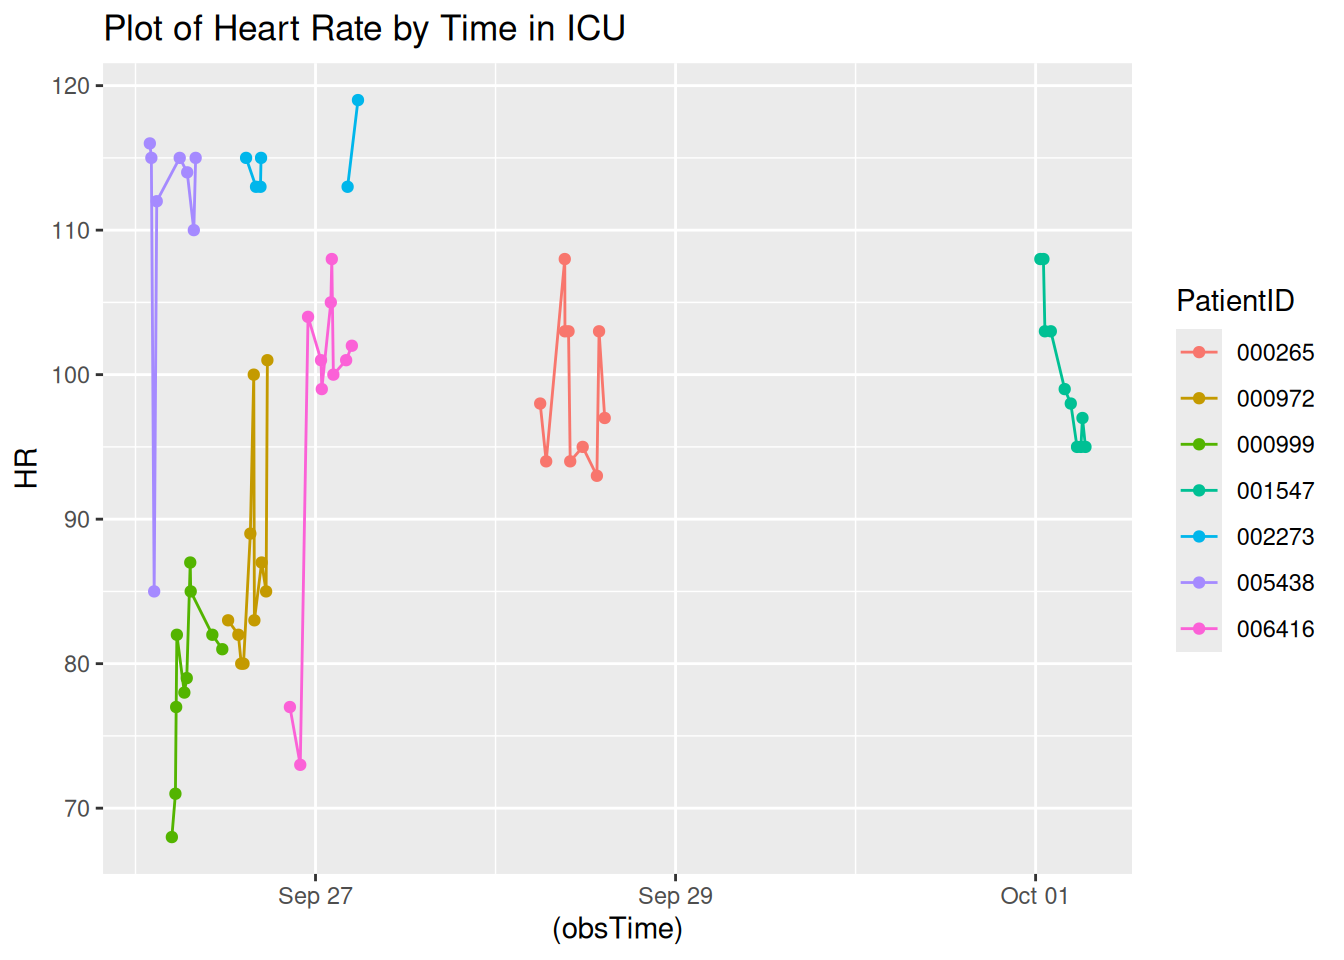 Plot of Heart Rate by Time in ICU
120
110
100
90
80
70
HR
Sep 27
Sep 29
Oct 01
(obsTime)
PatientID
000265
000972
000999
001547
002273
005438
006416